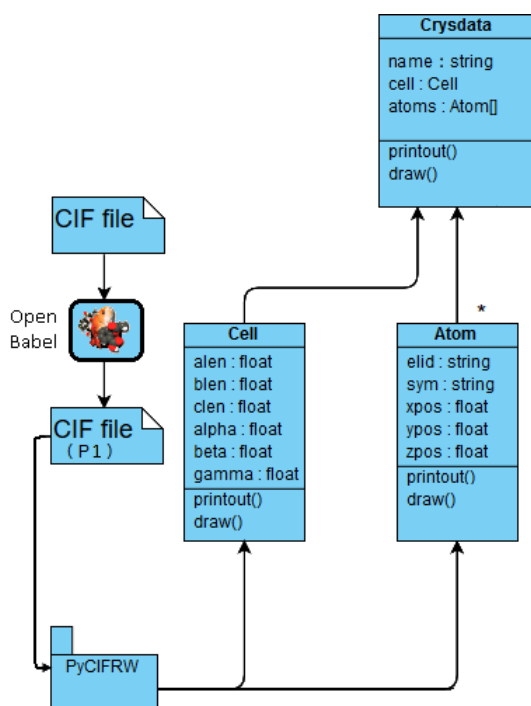 Crysdata
name : string
cell : Cell
atoms : Atom[]
printout()
draw()
CIF file
Open
Babel
CIF file
(P1)
*
Cell
alen : float
blen : float
clen : float
alpha : float
beta : float
gamma : float
printout()
draw()
Atom
elid : string
sym : string
xpos : float
ypos : float
zpos : float
printout()
draw()
PyCIFRW